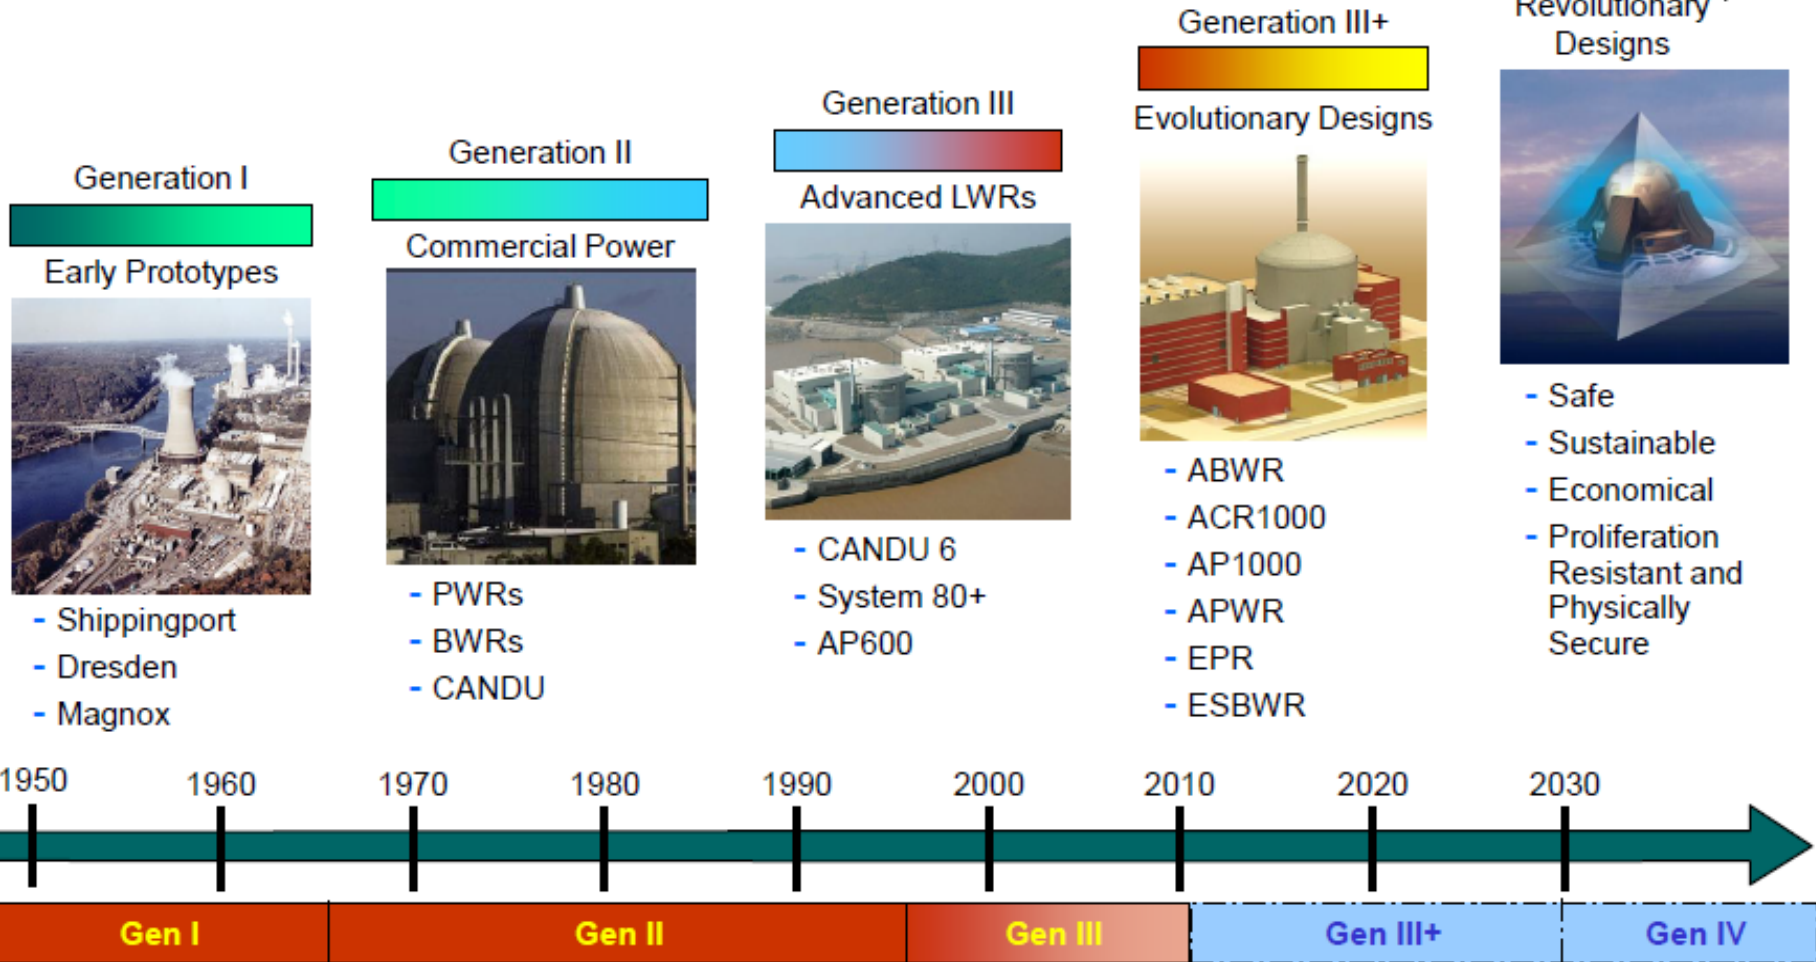 Generation I
Early Prototypes
- Shippingport
- Dresden
- Magnox
Generation II
Commercial Power
- PWRs
- BWRs
- CANDU
Generation III
Advanced LWRs
- CANDU 6
- System 80+
- AP600
Generation III+
Evolutionary Designs
- ABWR
- ACR1000
- AP1000
- APWR
- EPR
- ESBWR
Revolutionary
Designs
- Safe
- Sustainable
- Economical
- Proliferation
Resistant and
Physically
Secure
1950 1960 1970 1980 1990 2000 2010 2020 2030
Gen I Gen II Gen III Gen III+ Gen IV